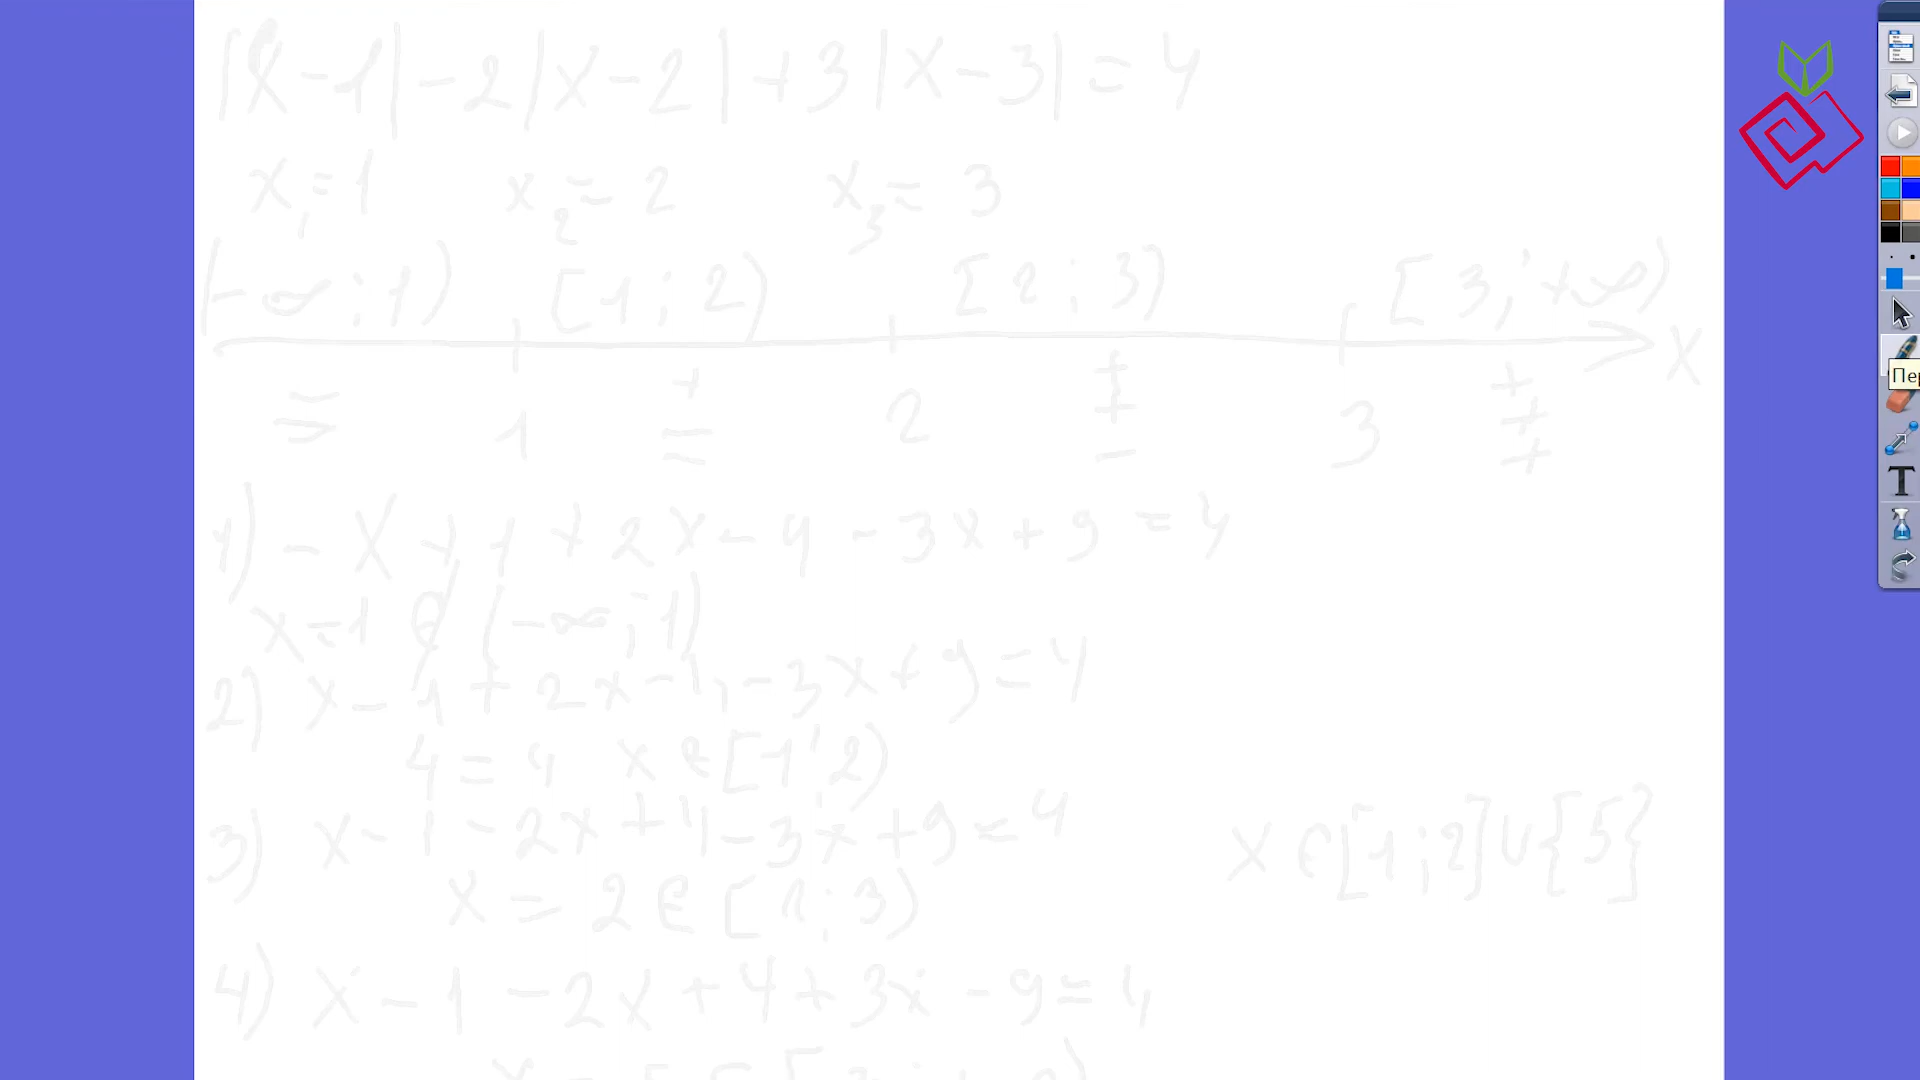 |x-1|-2|x-2|+3|x-3|=4
x₁=1 x₂=2 x₃=3
(-∞;1) [1;2) [2;3) [3;+∞)
x
- 1 + 2 + 3 +
= = + +
- +
1) -x+1+2x-4-3x+9=4
x=1 ∉ (-∞;1)
2) x-1+2x-4-3x+9=4
4=4 x∈[1;2)
3) x-1-2x+4-3x+9=4
x∈[1;2]∪{5}
x=2∈[2;3)
4) x-1-2x+4+3x-9=4
Пер
T